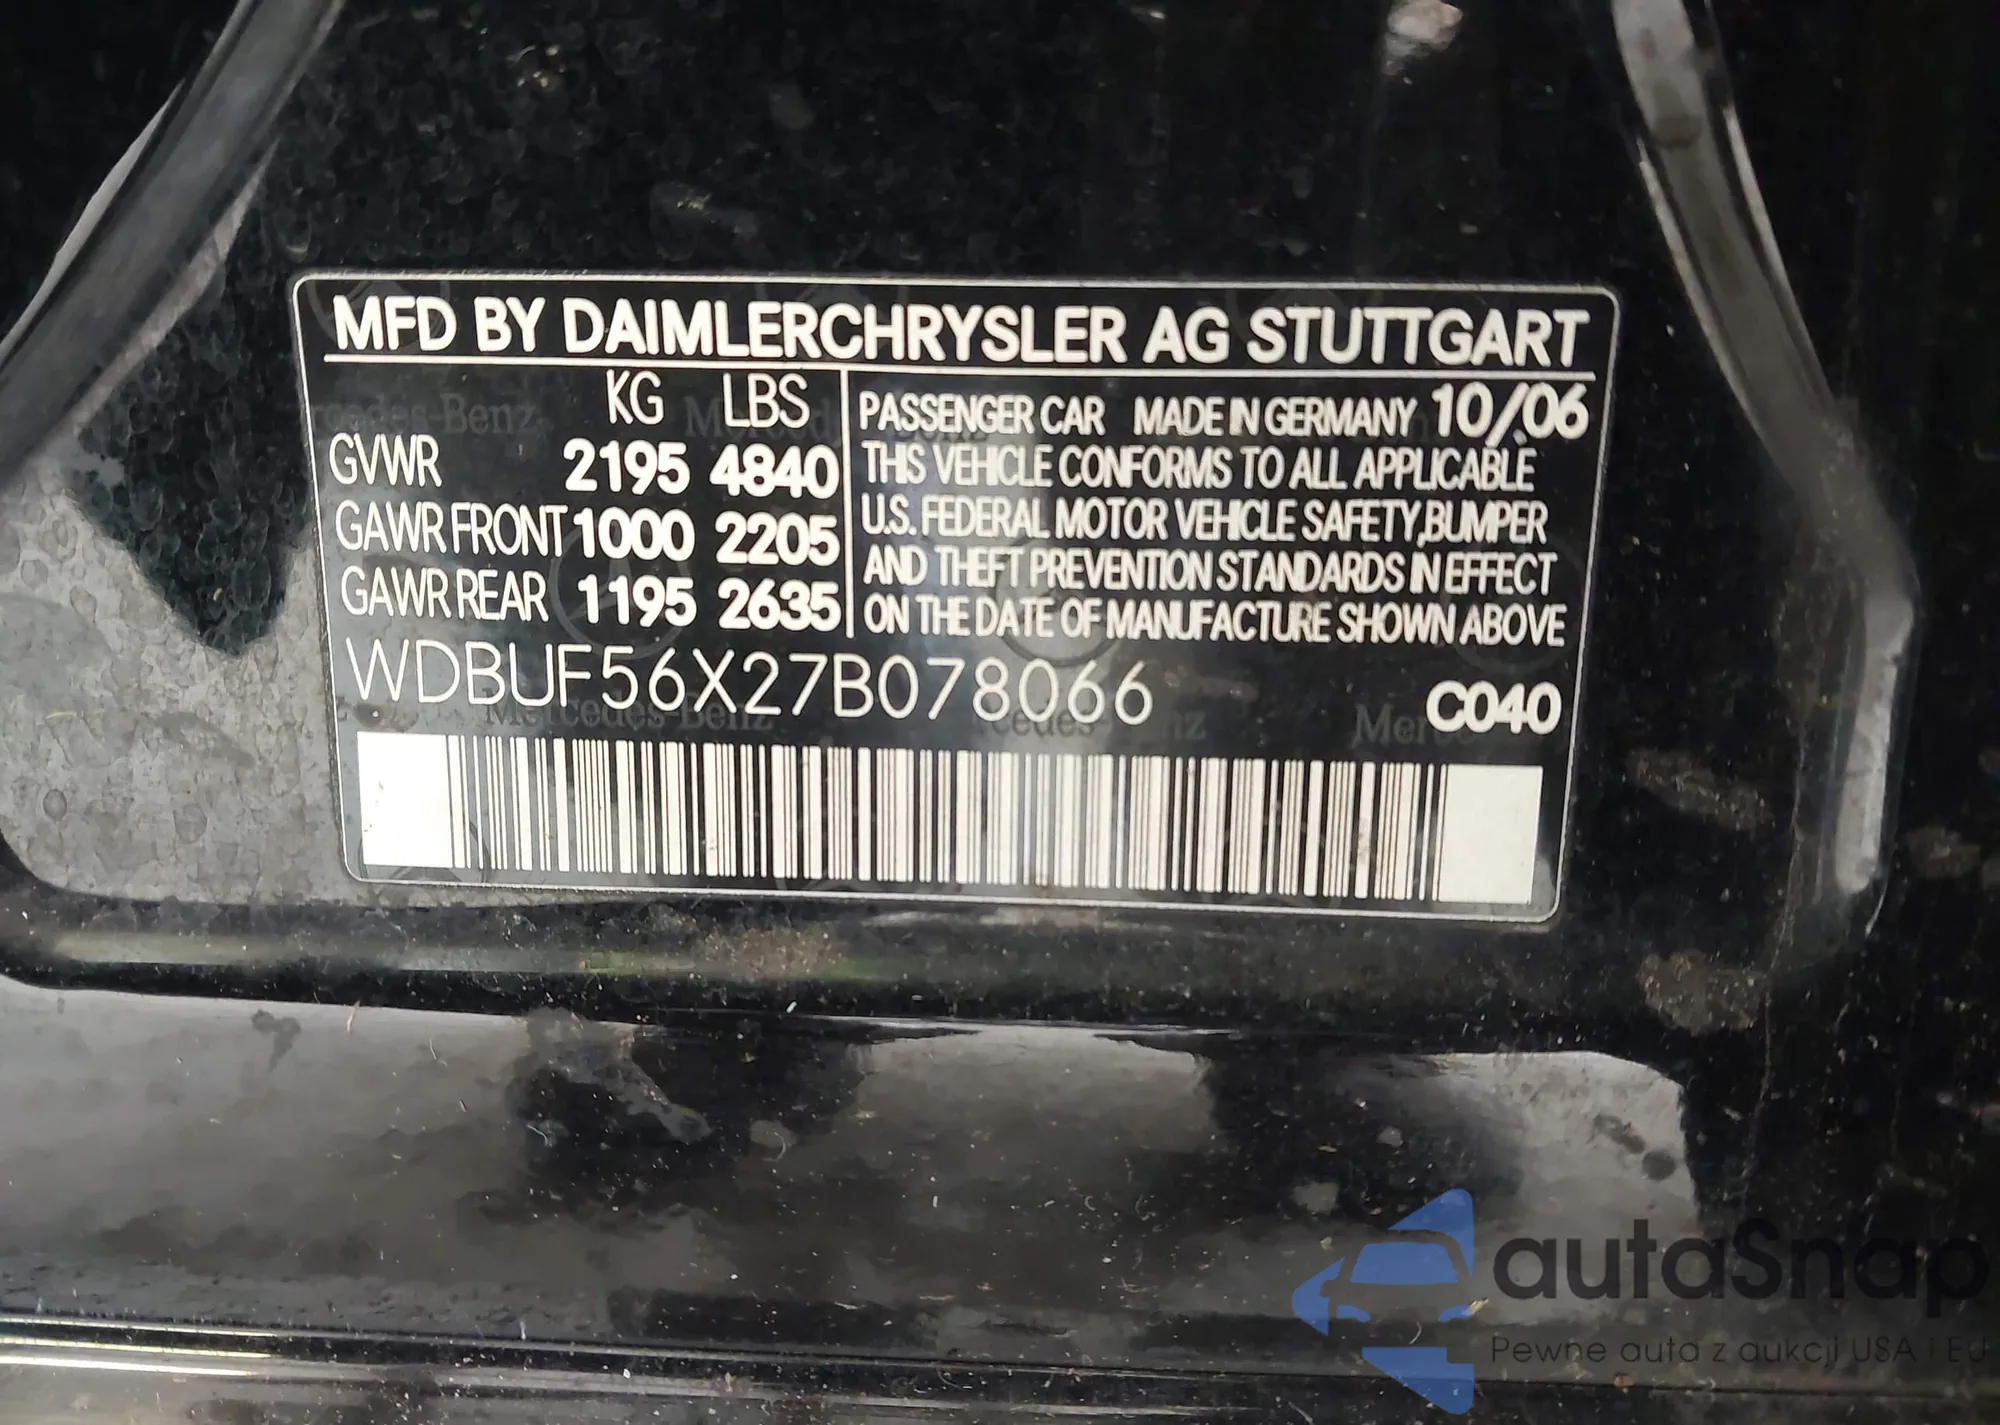 MFD BY DAIMLERCHRYSLER AG STUTTGART
KG LBS
GVWR 2195 4840
GAWR FRONT 1000 2205
GAWR REAR 1195 2635
PASSENGER CAR MADE IN GERMANY 10/06
THIS VEHICLE CONFORMS TO ALL APPLICABLE
U.S. FEDERAL MOTOR VEHICLE SAFETY, BUMPER
AND THEFT PREVENTION STANDARDS IN EFFECT
ON THE DATE OF MANUFACTURE SHOWN ABOVE
WDBUF56X27B078066
C040
autaSnap
Pewne auta z aukcji USA i EU